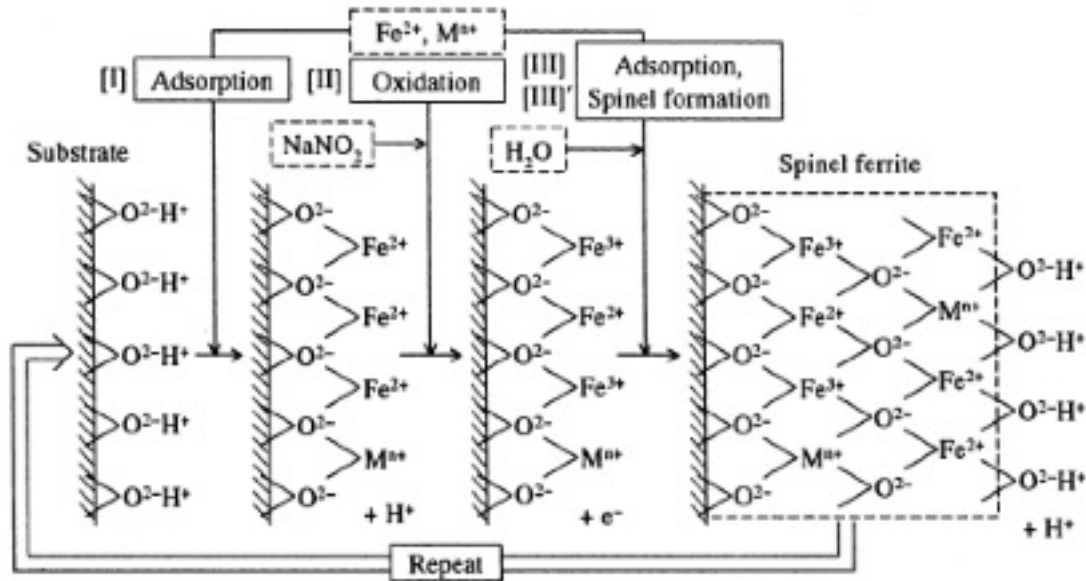 Fe²⁺, Mⁿ⁺
[I] Adsorption
[II] Oxidation
[III] Adsorption,
[III]′ Spinel formation
NaNO₂
H₂O
Substrate
Spinel ferrite
O²⁻H⁺
O²⁻H⁺
O²⁻H⁺
O²⁻H⁺
O²⁻H⁺
O²⁻
Fe²⁺
O²⁻
Fe²⁺
O²⁻
Fe²⁺
O²⁻
Mⁿ⁺
O²⁻
+ H⁺
O²⁻
Fe³⁺
O²⁻
Fe²⁺
O²⁻
Fe³⁺
O²⁻
Mⁿ⁺
O²⁻
+ e⁻
O²⁻
Fe³⁺
O²⁻
Fe²⁺
O²⁻
Fe³⁺
O²⁻
Mⁿ⁺
O²⁻
O²⁻
O²⁻
O²⁻
O²⁻
Fe²⁺
Mⁿ⁺
Fe²⁺
Fe²⁺
O²⁻H⁺
O²⁻H⁺
O²⁻H⁺
O²⁻H⁺
+ H⁺
Repeat